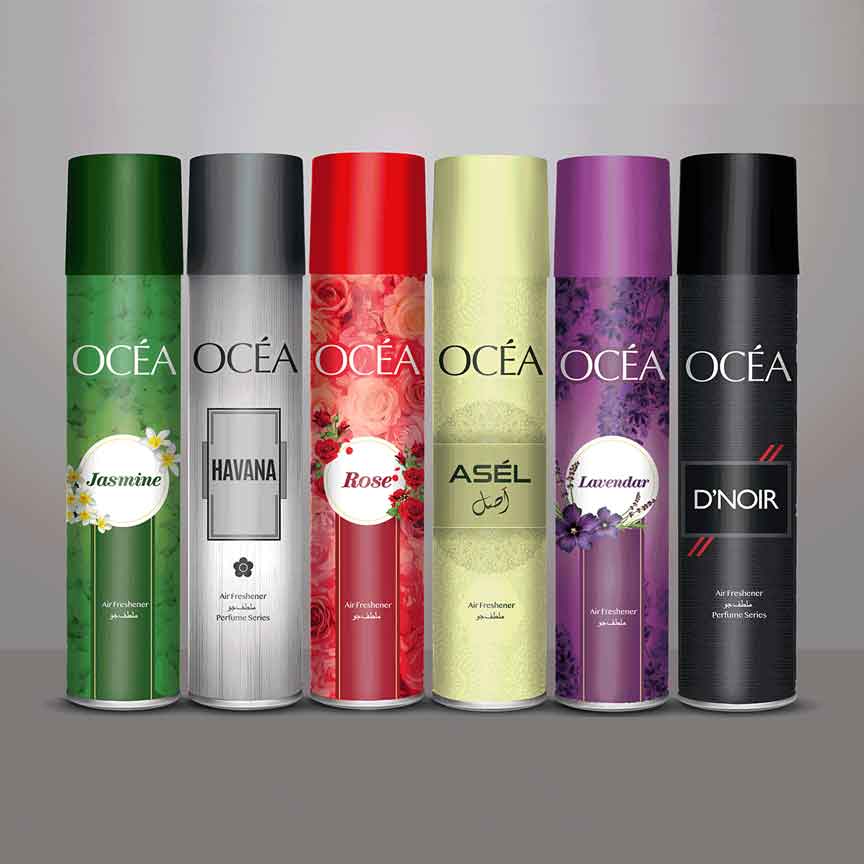 OCÉA
Jasmine
Air Freshener
ملطف جو
OCÉA
HAVANA
Air Freshener
ملطف جو
Perfume Series
OCÉA
Rose
Air Freshener
ملطف جو
OCÉA
ASÉL
أصيل
Air Freshener
ملطف جو
OCÉA
Lavendar
Air Freshener
ملطف جو
OCÉA
D'NOIR
Air Freshener
ملطف جو
Perfume Series